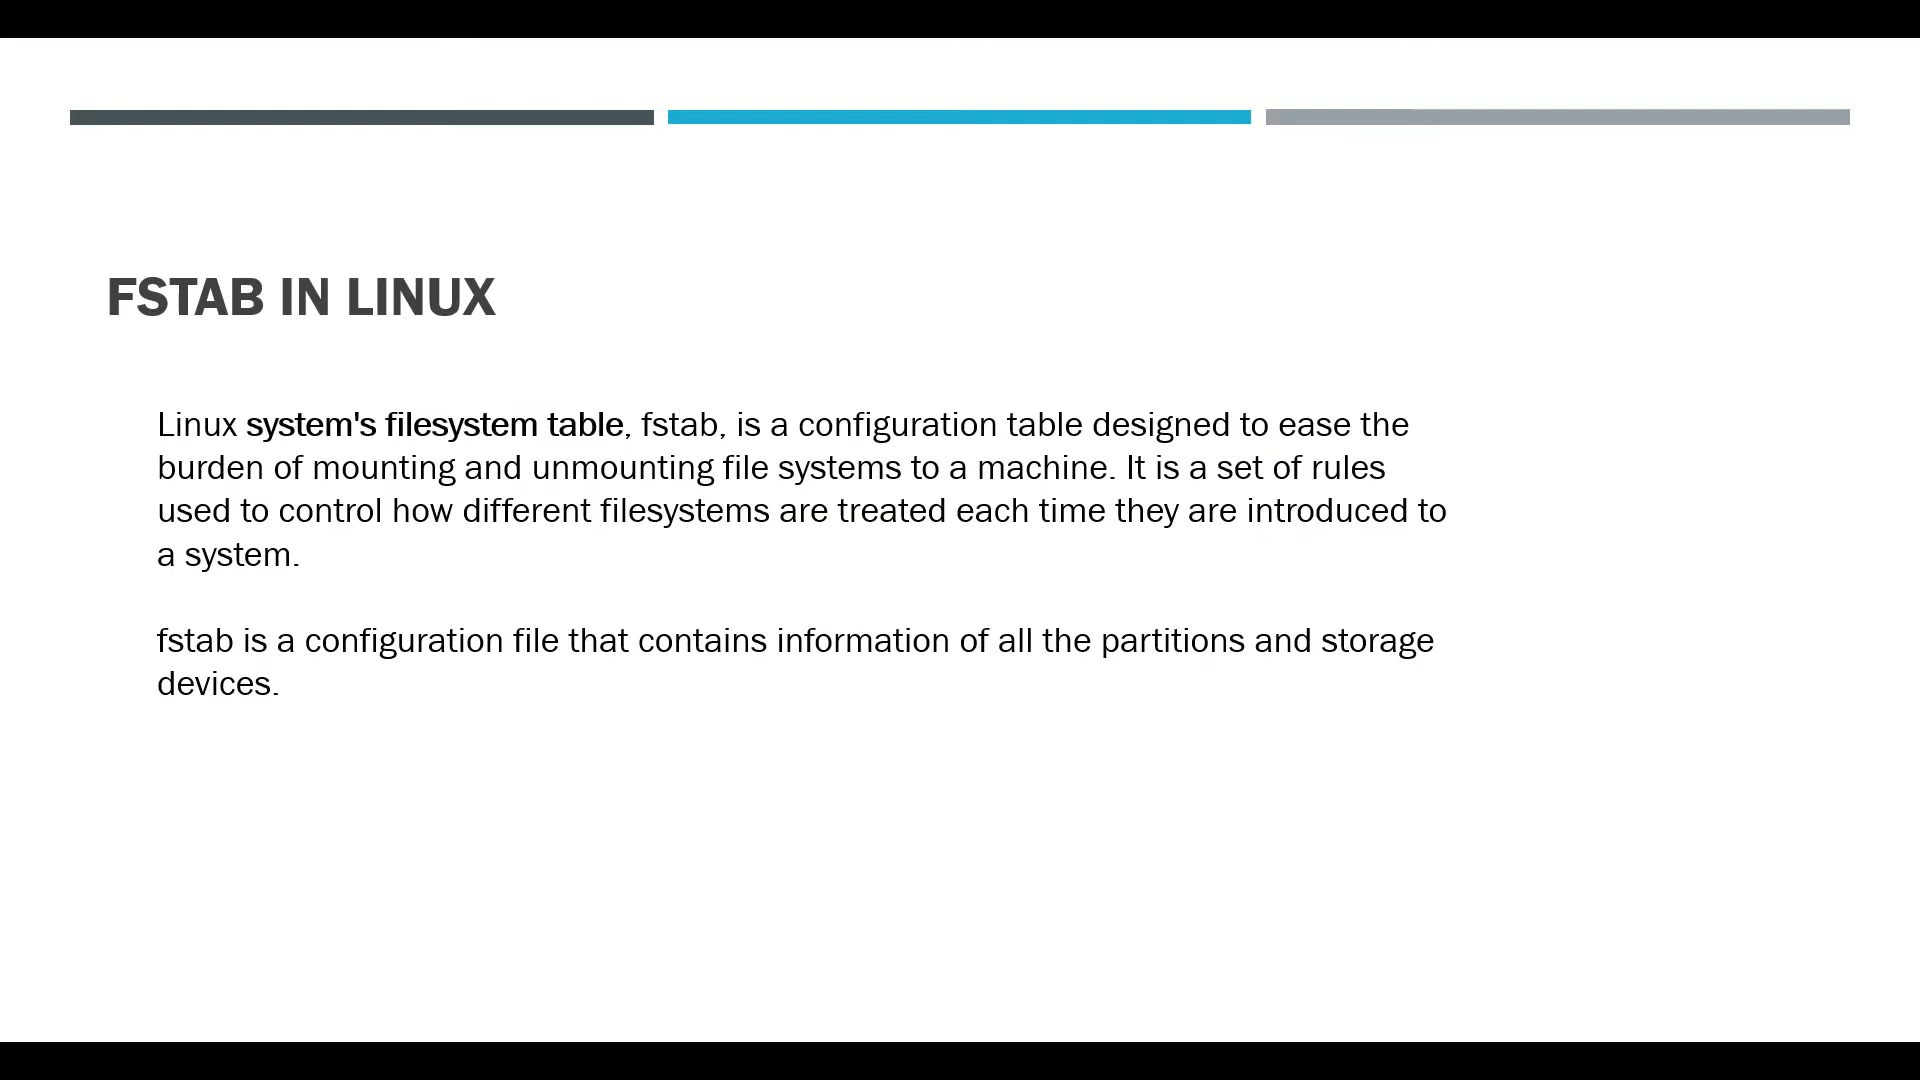 FSTAB IN LINUX
Linux system's filesystem table, fstab, is a configuration table designed to ease the
burden of mounting and unmounting file systems to a machine. It is a set of rules
used to control how different filesystems are treated each time they are introduced to
a system.
fstab is a configuration file that contains information of all the partitions and storage
devices.